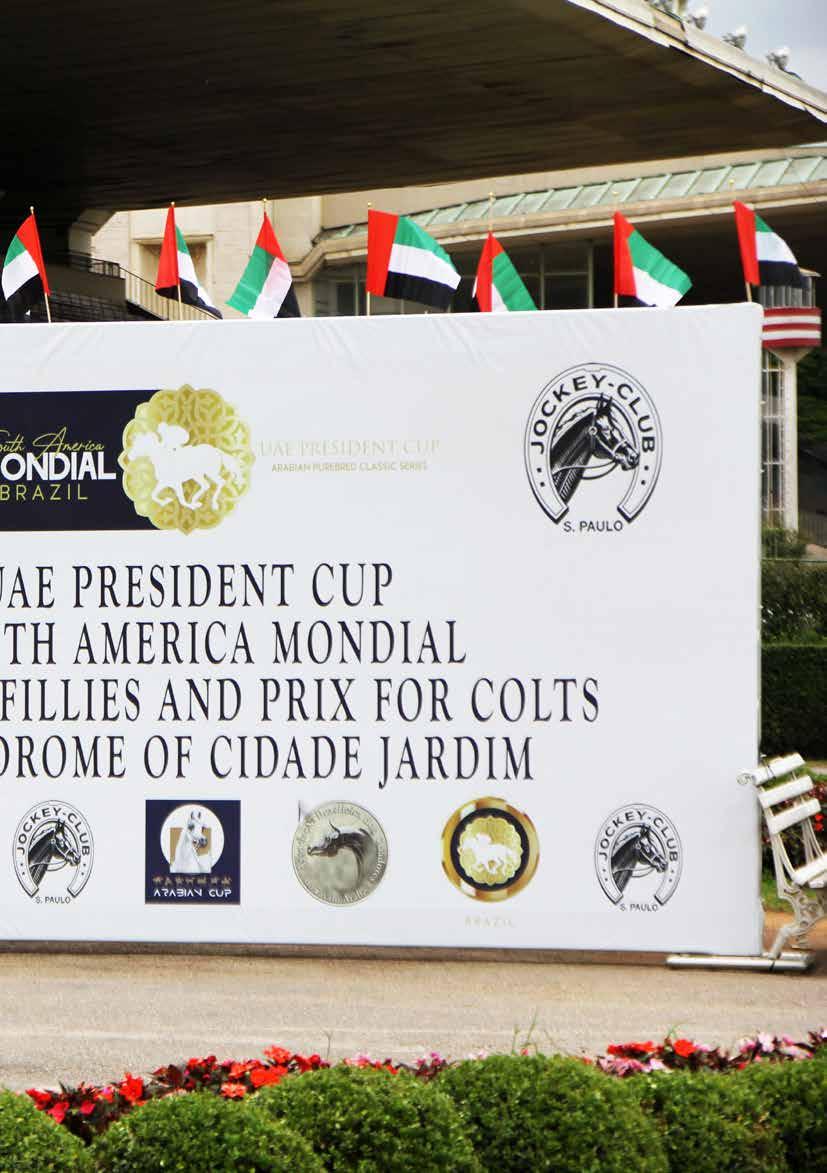 South America
ONDIAL
BRAZIL
UAE PRESIDENT CUP
ARABIAN PUREBRED CLASSIC SERIES
JOCKEY-CLUB
S. PAULO
UAE PRESIDENT CUP
TH AMERICA MONDIAL
FILLIES AND PRIX FOR COLTS
DROME OF CIDADE JARDIM
JOCKEY-CLUB
S. PAULO
ARABIAN CUP
BRAZIL
JOCKEY-CLUB
S. PAULO